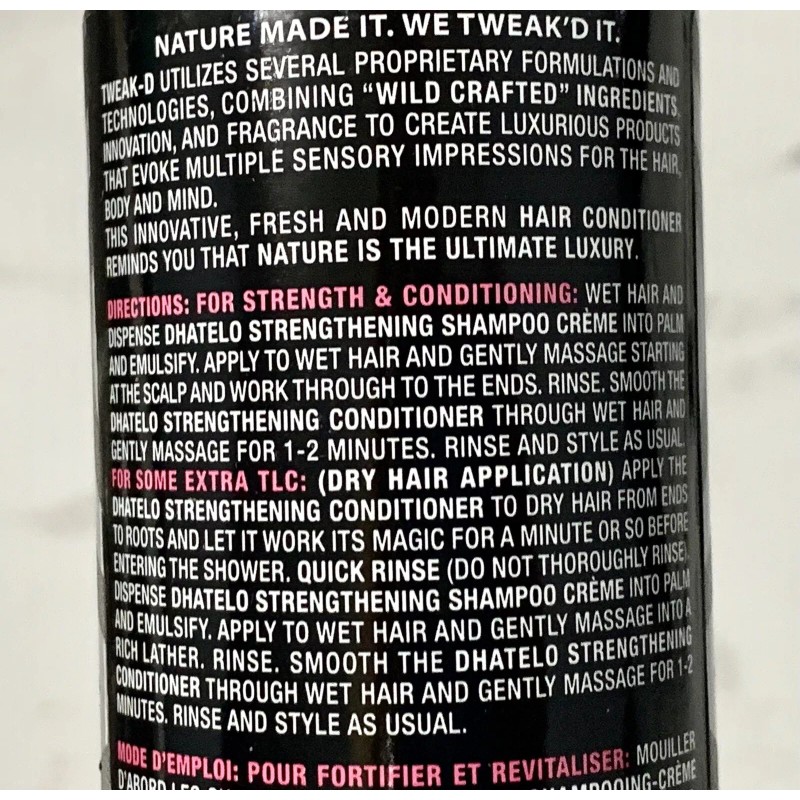 NATURE MADE IT. WE TWEAK'D IT.
TWEAK-D UTILIZES SEVERAL PROPRIETARY FORMULATIONS AND
TECHNOLOGIES, COMBINING “WILD CRAFTED” INGREDIENTS,
INNOVATION, AND FRAGRANCE TO CREATE LUXURIOUS PRODUCTS
THAT EVOKE MULTIPLE SENSORY IMPRESSIONS FOR THE HAIR,
BODY AND MIND.
THIS INNOVATIVE, FRESH AND MODERN HAIR CONDITIONER
REMINDS YOU THAT NATURE IS THE ULTIMATE LUXURY.
DIRECTIONS: FOR STRENGTH & CONDITIONING: WET HAIR AND
DISPENSE DHATELO STRENGTHENING SHAMPOO CRÈME INTO PALM
AND EMULSIFY. APPLY TO WET HAIR AND GENTLY MASSAGE STARTING
AT THE SCALP AND WORK THROUGH TO THE ENDS. RINSE. SMOOTH THE
DHATELO STRENGTHENING CONDITIONER THROUGH WET HAIR AND
GENTLY MASSAGE FOR 1-2 MINUTES. RINSE AND STYLE AS USUAL.
FOR SOME EXTRA TLC: (DRY HAIR APPLICATION) APPLY THE
DHATELO STRENGTHENING CONDITIONER TO DRY HAIR FROM ENDS
TO ROOTS AND LET IT WORK ITS MAGIC FOR A MINUTE OR SO BEFORE
ENTERING THE SHOWER. QUICK RINSE (DO NOT THOROUGHLY RINSE).
DISPENSE DHATELO STRENGTHENING SHAMPOO CRÈME INTO PALM
AND EMULSIFY. APPLY TO WET HAIR AND GENTLY MASSAGE INTO A
RICH LATHER. RINSE. SMOOTH THE DHATELO STRENGTHENING
CONDITIONER THROUGH WET HAIR AND GENTLY MASSAGE FOR 1-2
MINUTES. RINSE AND STYLE AS USUAL.
MODE D'EMPLOI: POUR FORTIFIER ET REVITALISER: MOUILLER
D'ABORD SHAMPOOING-CRÈME